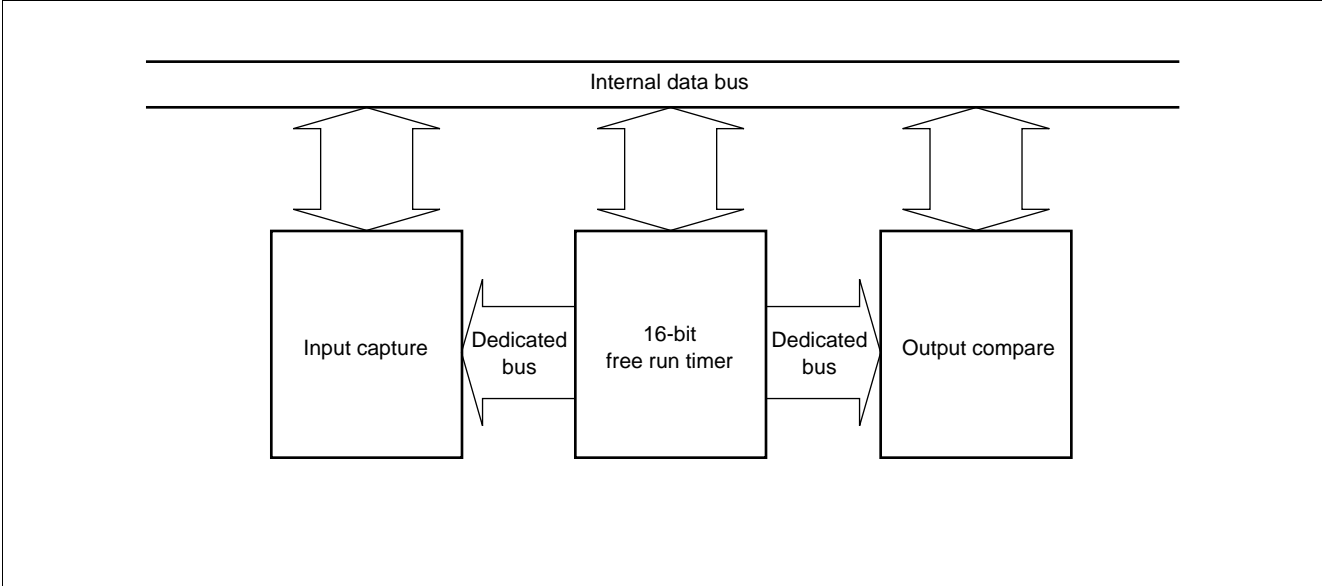 Internal data bus
Input capture
Dedicated
bus
16-bit
free run timer
Dedicated
bus
Output compare